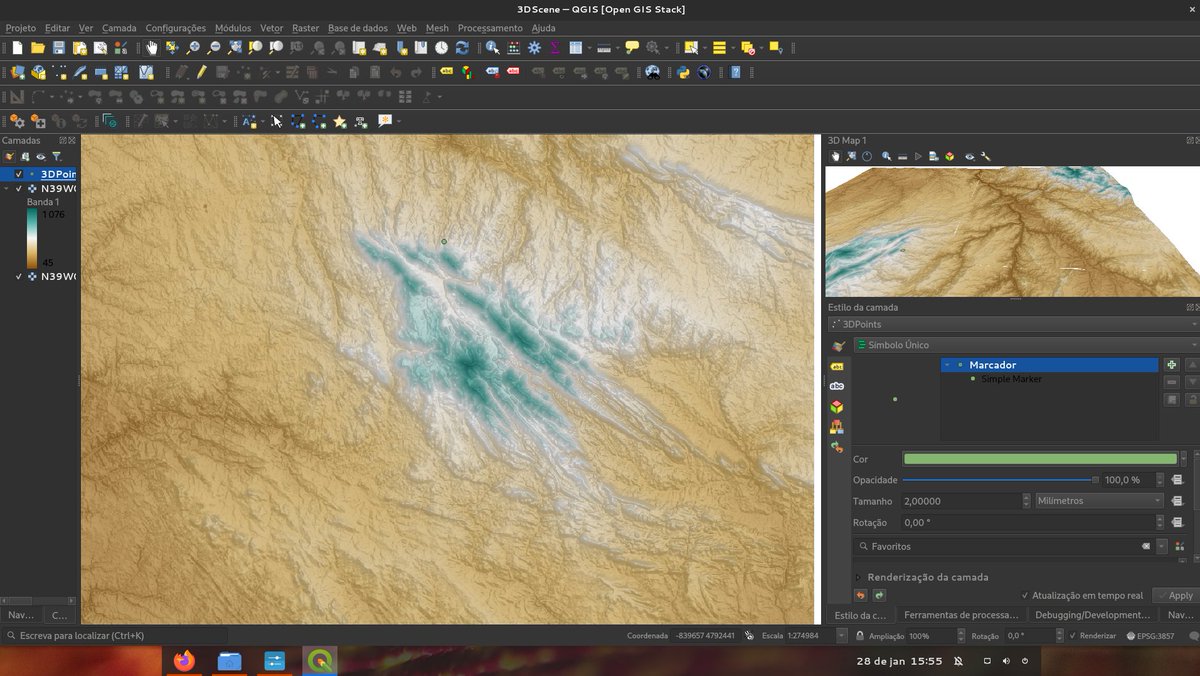 3DScene — QGIS [Open GIS Stack]
Projeto Editar Ver Camada Configurações Módulos Vetor Raster Base de dados Web Mesh Processamento Ajuda
Camadas
3DPoin
N39W0
Banda 1
1 076
45
N39W0
Nav...
C...
3D Map 1
Estilo da camada
3DPoints
Símbolo Único
Marcador
Simple Marker
Cor
Opacidade 100,0 %
Tamanho 2,00000 Milímetros
Rotação 0,00 °
Favoritos
Renderização da camada
Atualização em tempo real Apply
Estilo da c... Ferramentas de processa... Debugging/Development... Nav...
Escreva para localizar (Ctrl+K)
Coordenada -839657 4792441 Escala 1:274984 Ampliação 100% Rotação 0,0 ° Renderizar EPSG:3857
28 de jan 15:55